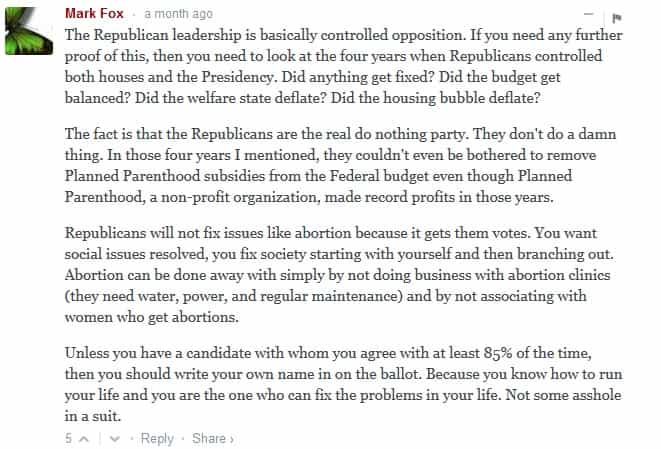 Mark Fox · a month ago
The Republican leadership is basically controlled opposition. If you need any further
proof of this, then you need to look at the four years when Republicans controlled
both houses and the Presidency. Did anything get fixed? Did the budget get
balanced? Did the welfare state deflate? Did the housing bubble deflate?
The fact is that the Republicans are the real do nothing party. They don't do a damn
thing. In those four years I mentioned, they couldn't even be bothered to remove
Planned Parenthood subsidies from the Federal budget even though Planned
Parenthood, a non-profit organization, made record profits in those years.
Republicans will not fix issues like abortion because it gets them votes. You want
social issues resolved, you fix society starting with yourself and then branching out.
Abortion can be done away with simply by not doing business with abortion clinics
(they need water, power, and regular maintenance) and by not associating with
women who get abortions.
Unless you have a candidate with whom you agree with at least 85% of the time,
then you should write your own name in on the ballot. Because you know how to run
your life and you are the one who can fix the problems in your life. Not some asshole
in a suit.
5 · Reply · Share ›